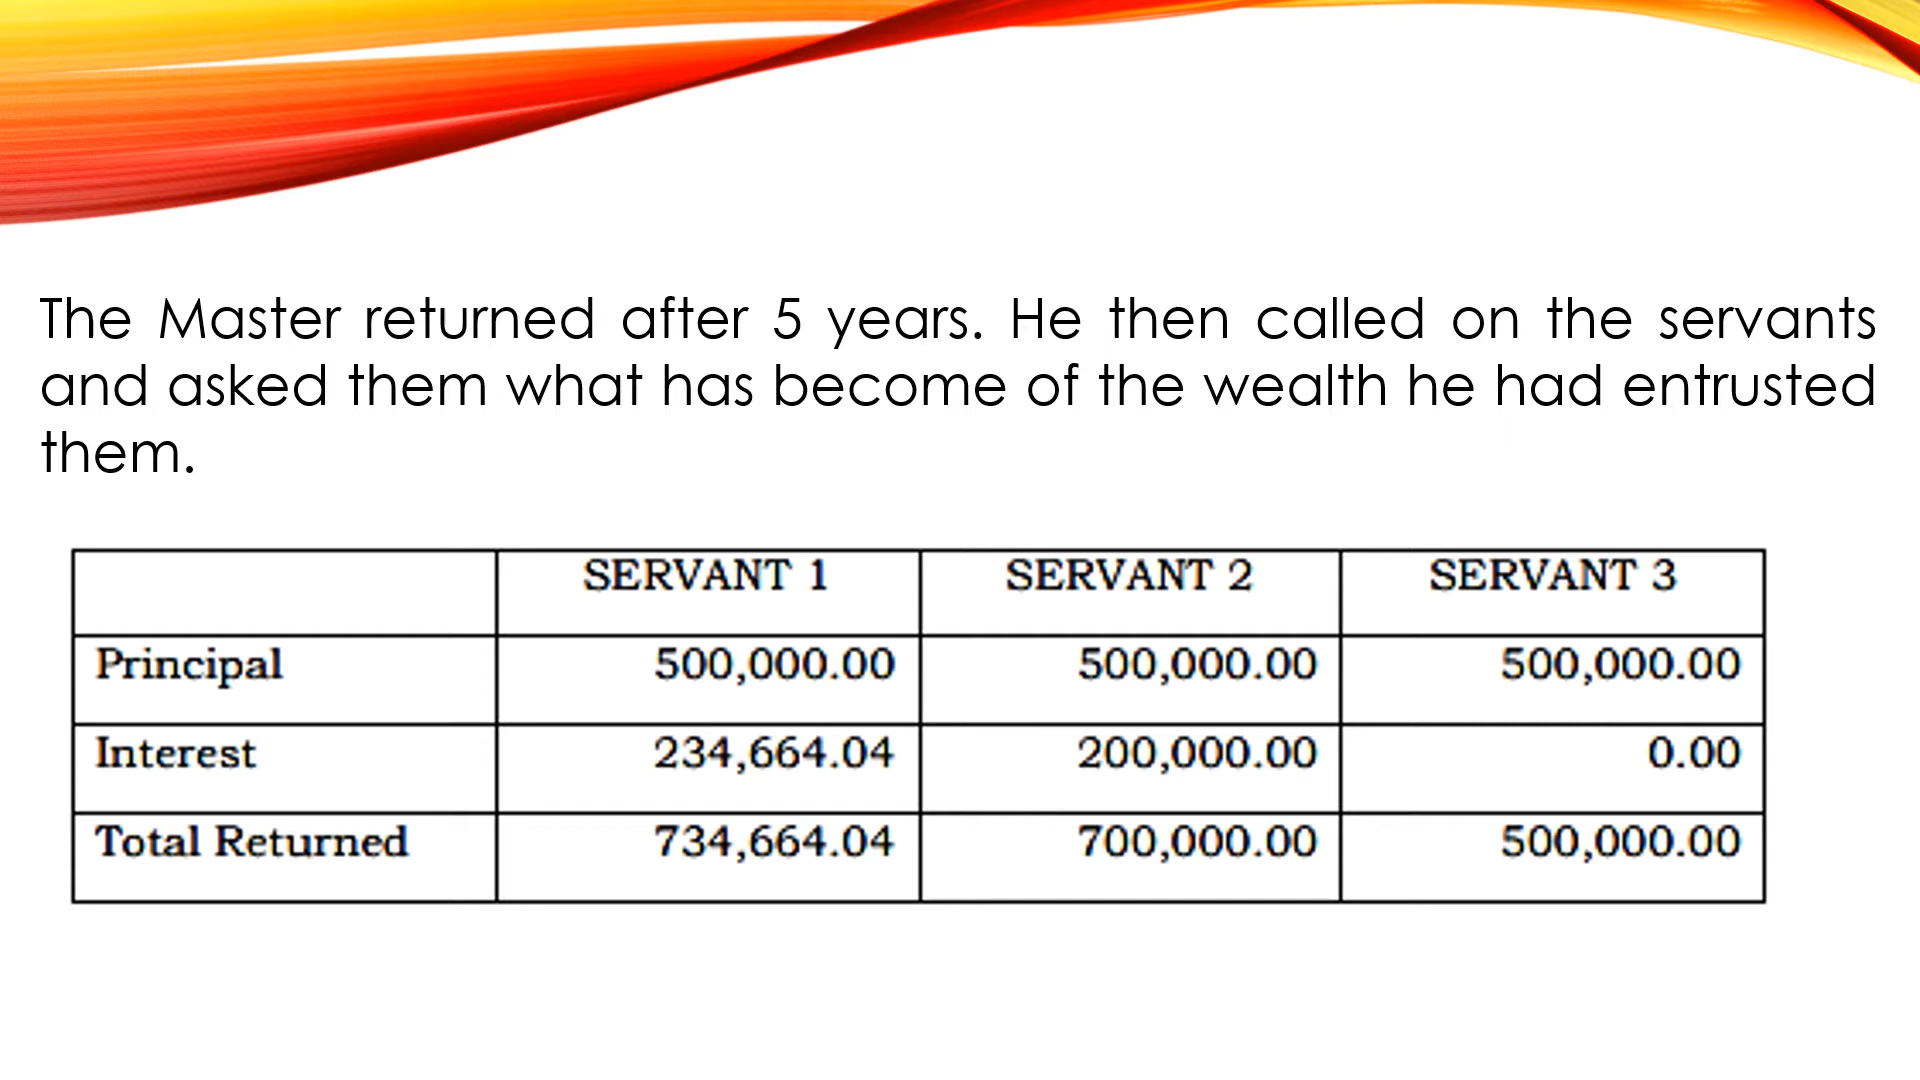 The Master returned after 5 years. He then called on the servants
and asked them what has become of the wealth he had entrusted
them.
SERVANT 1 SERVANT 2 SERVANT 3
Principal 500,000.00 500,000.00 500,000.00
Interest 234,664.04 200,000.00 0.00
Total Returned 734,664.04 700,000.00 500,000.00